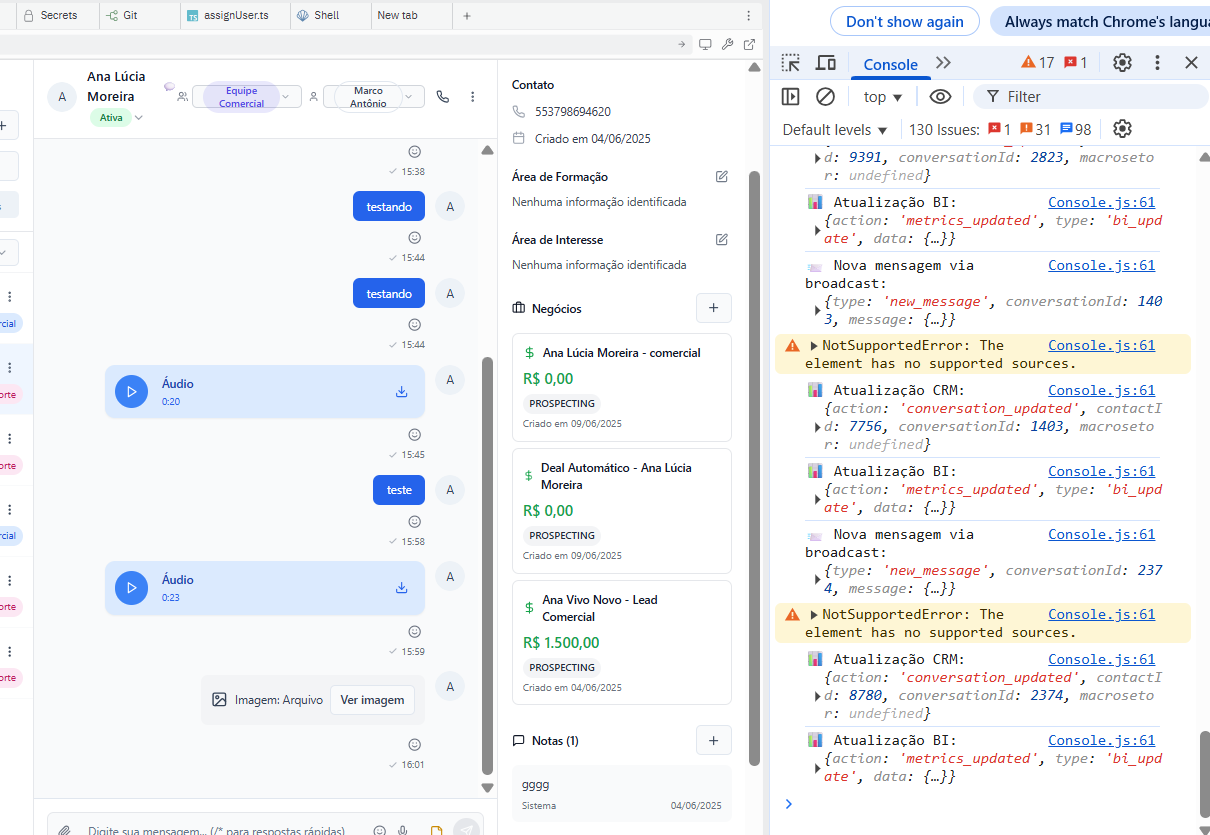 Secrets
Git
assignUser.ts
Shell
New tab
Ana Lúcia
Moreira
A
Ativa
Equipe
Comercial
Marco
Antônio
cial
orte
orte
cial
orte
orte
15:38
testando
A
15:44
testando
A
15:44
Áudio
0:20
A
15:45
teste
A
15:58
Áudio
0:23
A
15:59
Imagem: Arquivo
Ver imagem
A
16:01
Digite sua mensagem... (/* para respostas rápidas)
Contato
553798694620
Criado em 04/06/2025
Área de Formação
Nenhuma informação identificada
Área de Interesse
Nenhuma informação identificada
Negócios
Ana Lúcia Moreira - comercial
R$ 0,00
PROSPECTING
Criado em 09/06/2025
Deal Automático - Ana Lúcia
Moreira
R$ 0,00
PROSPECTING
Criado em 09/06/2025
Ana Vivo Novo - Lead
Comercial
R$ 1.500,00
PROSPECTING
Criado em 04/06/2025
Notas (1)
gggg
Sistema
04/06/2025
Don't show again
Always match Chrome's langua
Console
17
1
top
Filter
Default levels
130 Issues:
1
31
98
d: 9391, conversationId: 2823, macroseto
r: undefined}
Atualização BI: Console.js:61
{action: 'metrics_updated', type: 'bi_upd
ate', data: {…}}
Nova mensagem via Console.js:61
broadcast:
{type: 'new_message', conversationId: 140
3, message: {…}}
NotSupportedError: The Console.js:61
element has no supported sources.
Atualização CRM: Console.js:61
{action: 'conversation_updated', contactI
d: 7756, conversationId: 1403, macroseto
r: undefined}
Atualização BI: Console.js:61
{action: 'metrics_updated', type: 'bi_upd
ate', data: {…}}
Nova mensagem via Console.js:61
broadcast:
{type: 'new_message', conversationId: 237
4, message: {…}}
NotSupportedError: The Console.js:61
element has no supported sources.
Atualização CRM: Console.js:61
{action: 'conversation_updated', contactI
d: 8780, conversationId: 2374, macroseto
r: undefined}
Atualização BI: Console.js:61
{action: 'metrics_updated', type: 'bi_upd
ate', data: {…}}